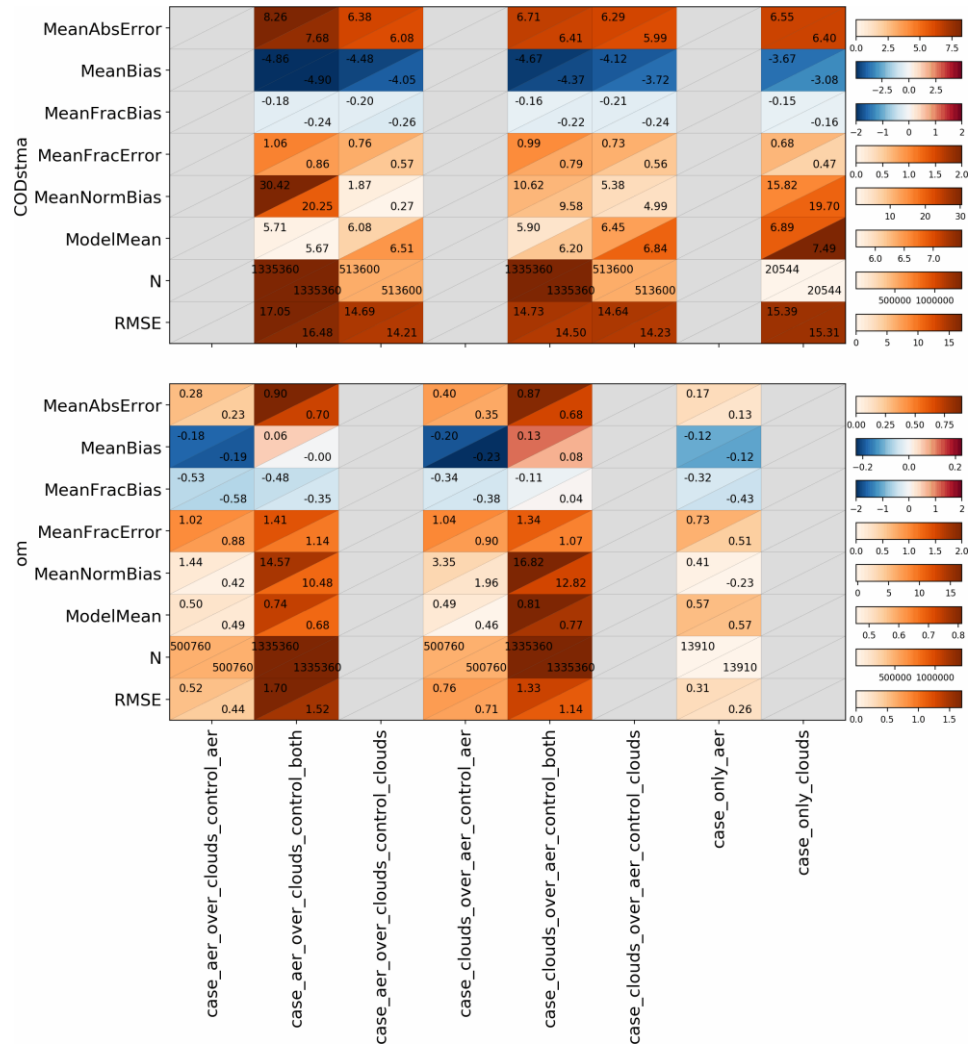 CODstma
MeanAbsError
8.26 7.68 6.38 6.08 6.71 6.41 6.29 5.99 6.55 6.40
0.0 2.5 5.0 7.5
MeanBias
-4.86 -4.90 -4.48 -4.05 -4.67 -4.37 -4.12 -3.72 -3.67 -3.08
−2.5 0.0 2.5
MeanFracBias
-0.18 -0.24 -0.20 -0.26 -0.16 -0.22 -0.21 -0.24 -0.15 -0.16
−2 −1 0 1 2
MeanFracError
1.06 0.86 0.76 0.57 0.99 0.79 0.73 0.56 0.68 0.47
0.0 0.5 1.0 1.5 2.0
MeanNormBias
30.42 20.25 1.87 0.27 10.62 9.58 5.38 4.99 15.82 19.70
10 20 30
ModelMean
5.71 5.67 6.08 6.51 5.90 6.20 6.45 6.84 6.89 7.49
6.0 6.5 7.0
N
1335360 1335360 513600 513600 1335360 1335360 513600 513600 20544 20544
500000 1000000
RMSE
17.05 16.48 14.69 14.21 14.73 14.50 14.64 14.23 15.39 15.31
0 5 10 15
om
MeanAbsError
0.28 0.23 0.90 0.70 0.40 0.35 0.87 0.68 0.17 0.13
0.00 0.25 0.50 0.75
MeanBias
-0.18 -0.19 0.06 -0.00 -0.20 -0.23 0.13 0.08 -0.12 -0.12
−0.2 0.0 0.2
MeanFracBias
-0.53 -0.58 -0.48 -0.35 -0.34 -0.38 -0.11 0.04 -0.32 -0.43
−2 −1 0 1 2
MeanFracError
1.02 0.88 1.41 1.14 1.04 0.90 1.34 1.07 0.73 0.51
0.0 0.5 1.0 1.5 2.0
MeanNormBias
1.44 0.42 14.57 10.48 3.35 1.96 16.82 12.82 0.41 -0.23
0 5 10 15
ModelMean
0.50 0.49 0.74 0.68 0.49 0.46 0.81 0.77 0.57 0.57
0.5 0.6 0.7 0.8
N
500760 500760 1335360 1335360 500760 500760 1335360 1335360 13910 13910
500000 1000000
RMSE
0.52 0.44 1.70 1.52 0.76 0.71 1.33 1.14 0.31 0.26
0.0 0.5 1.0 1.5
case_aer_over_clouds_control_aer
case_aer_over_clouds_control_both
case_aer_over_clouds_control_clouds
case_clouds_over_aer_control_aer
case_clouds_over_aer_control_both
case_clouds_over_aer_control_clouds
case_only_aer
case_only_clouds